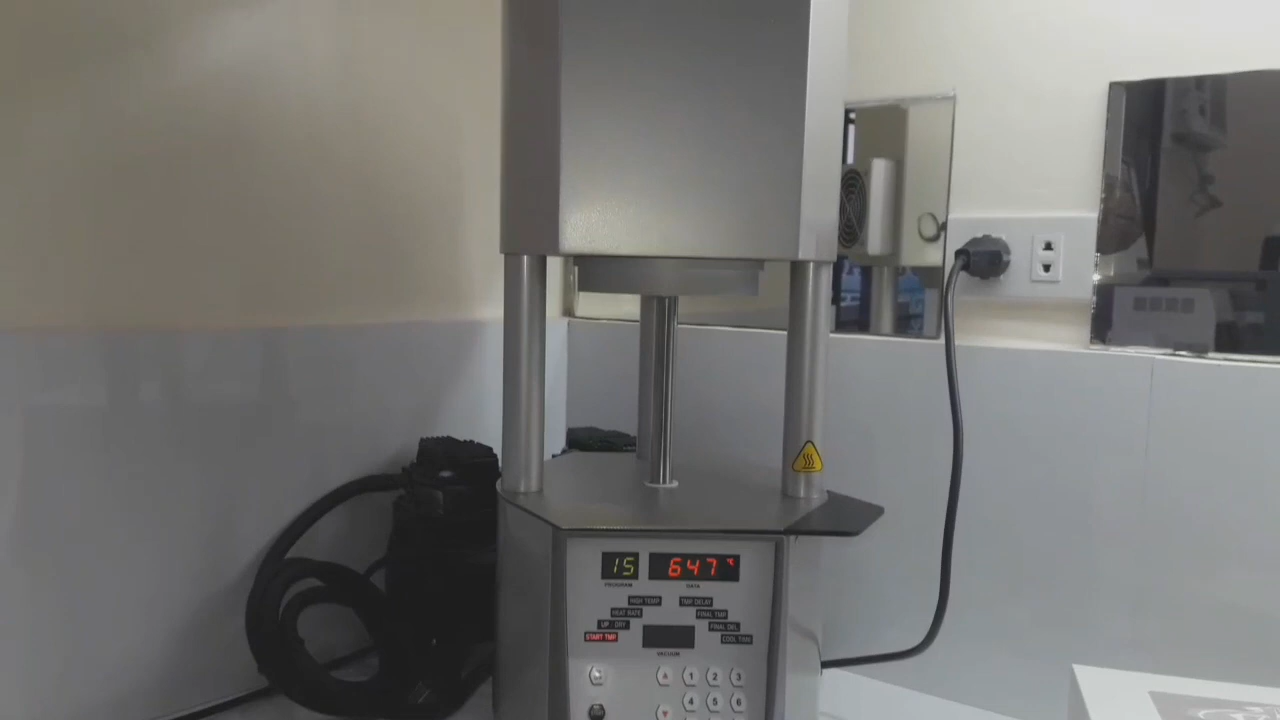 15 647 °C
PROGRAM DATA
HIGH TEMP TMP DELAY
HEAT RATE FINAL TMP
UP / DRY FINAL DEL
START TMP COOL TIME
VACUUM
1 2 3
4 5 6